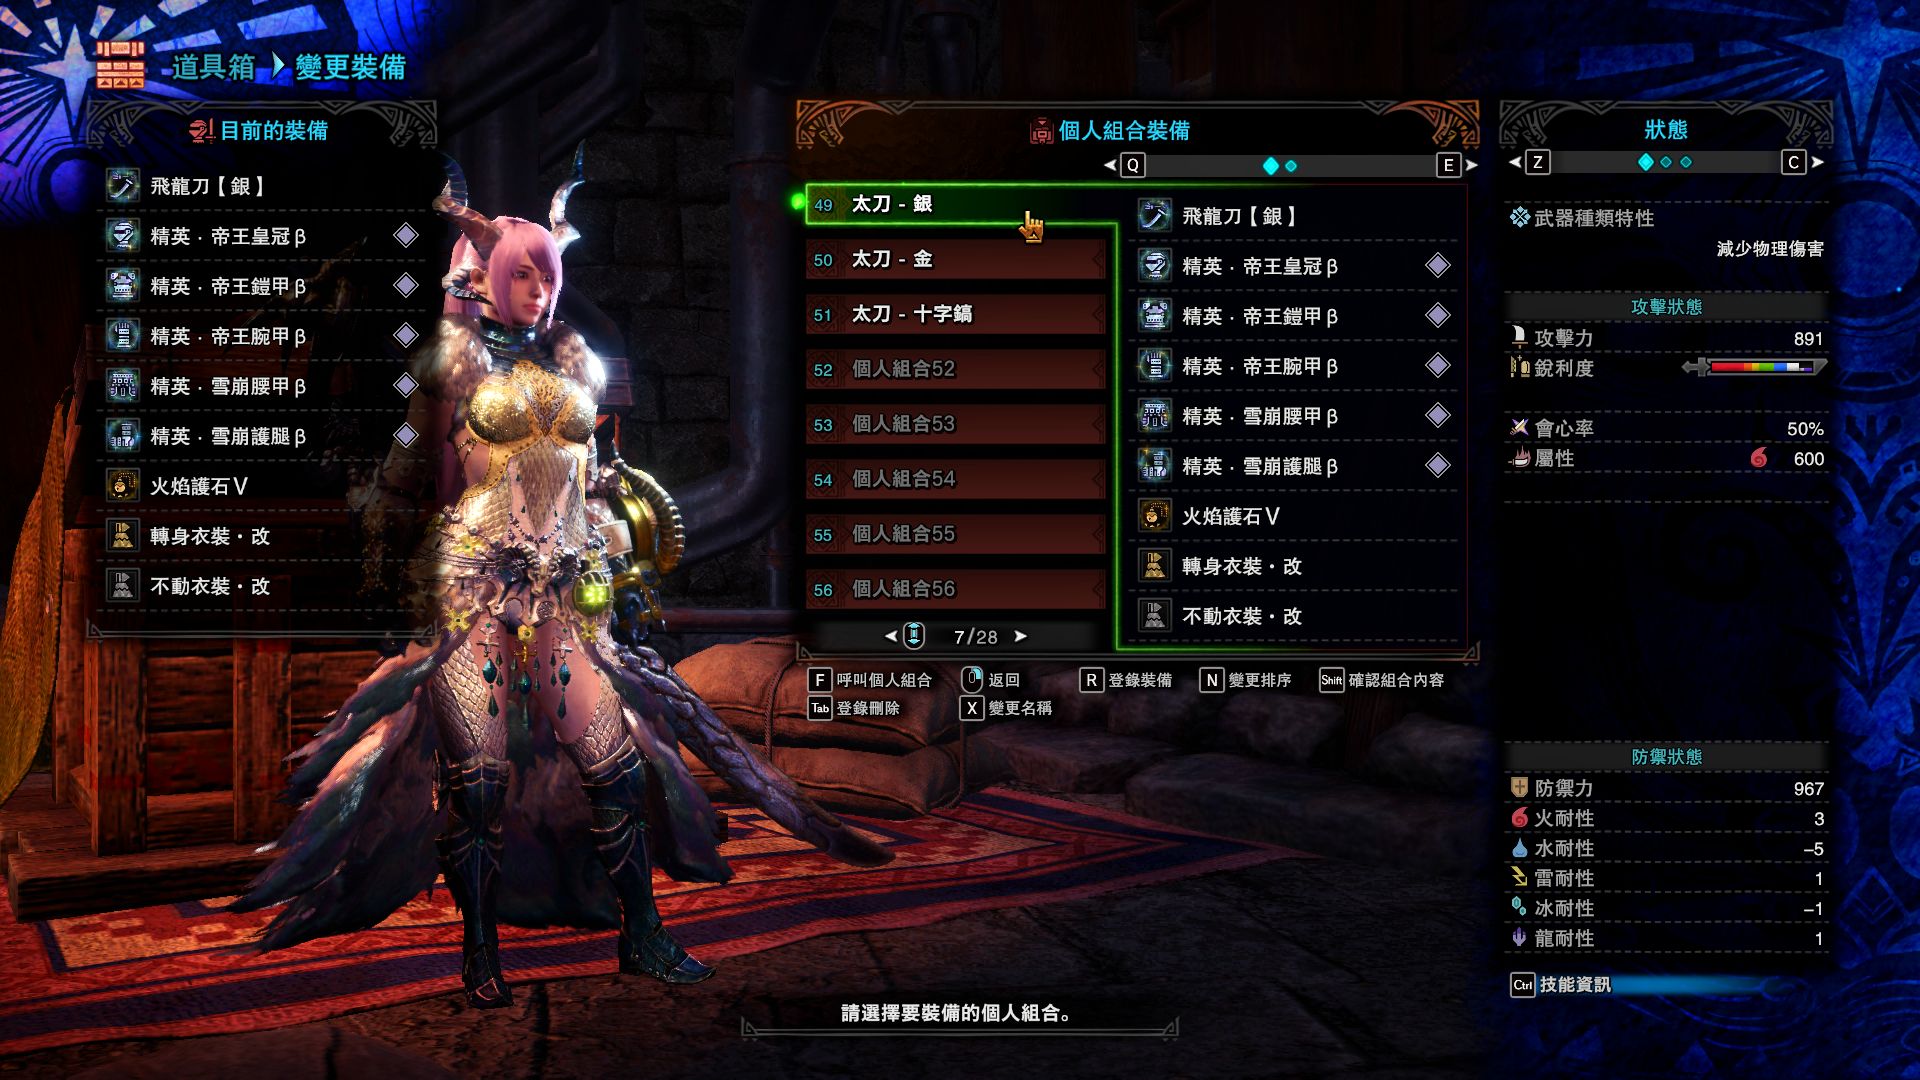 道具箱 變更裝備
目前的裝備
飛龍刀【銀】
精英．帝王皇冠β
精英．帝王鎧甲β
精英．帝王腕甲β
精英．雪崩腰甲β
精英．雪崩護腿β
火焰護石Ⅴ
轉身衣裝・改
不動衣裝・改
個人組合裝備
Q E
49 太刀 - 銀
50 太刀 - 金
51 太刀 - 十字鎬
52 個人組合52
53 個人組合53
54 個人組合54
55 個人組合55
56 個人組合56
7/28
飛龍刀【銀】
精英．帝王皇冠β
精英．帝王鎧甲β
精英．帝王腕甲β
精英．雪崩腰甲β
精英．雪崩護腿β
火焰護石Ⅴ
轉身衣裝・改
不動衣裝・改
F 呼叫個人組合 返回 R 登錄裝備 N 變更排序 Shift 確認組合內容
Tab 登錄刪除 X 變更名稱
狀態
Z C
武器種類特性
減少物理傷害
攻擊狀態
攻擊力 891
銳利度
會心率 50%
屬性 600
防禦狀態
防禦力 967
火耐性 3
水耐性 -5
雷耐性 1
冰耐性 -1
龍耐性 1
Ctrl 技能資訊
請選擇要裝備的個人組合。